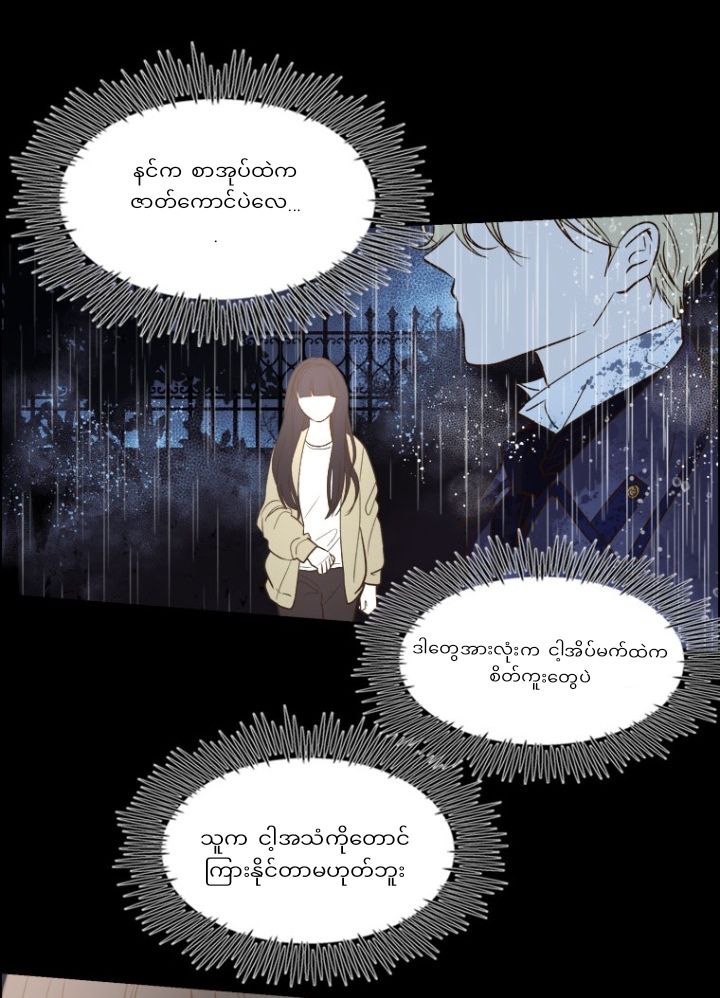 နင်က စာအုပ်ထဲက
ဇာတ်ကောင်ပဲလေ...
.
ဒါတွေအားလုံးက ငါ့အိပ်မက်ထဲက
စိတ်ကူးတွေပဲ
သူက ငါ့အသံကိုတောင်
ကြားနိုင်တာမဟုတ်ဘူး